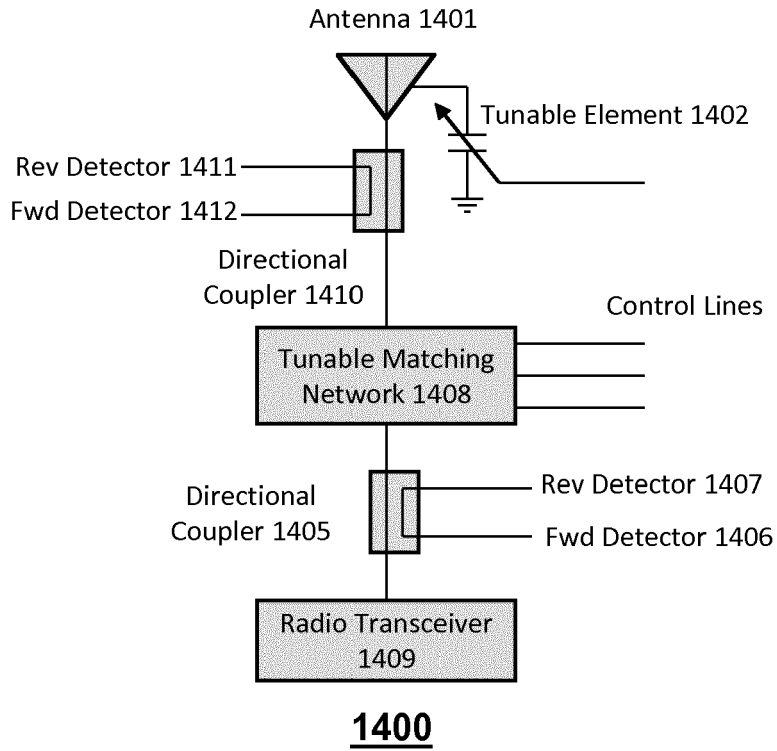 Antenna 1401
Tunable Element 1402
Rev Detector 1411
Fwd Detector 1412
Directional
Coupler 1410
Control Lines
Tunable Matching
Network 1408
Directional
Coupler 1405
Rev Detector 1407
Fwd Detector 1406
Radio Transceiver
1409
1400